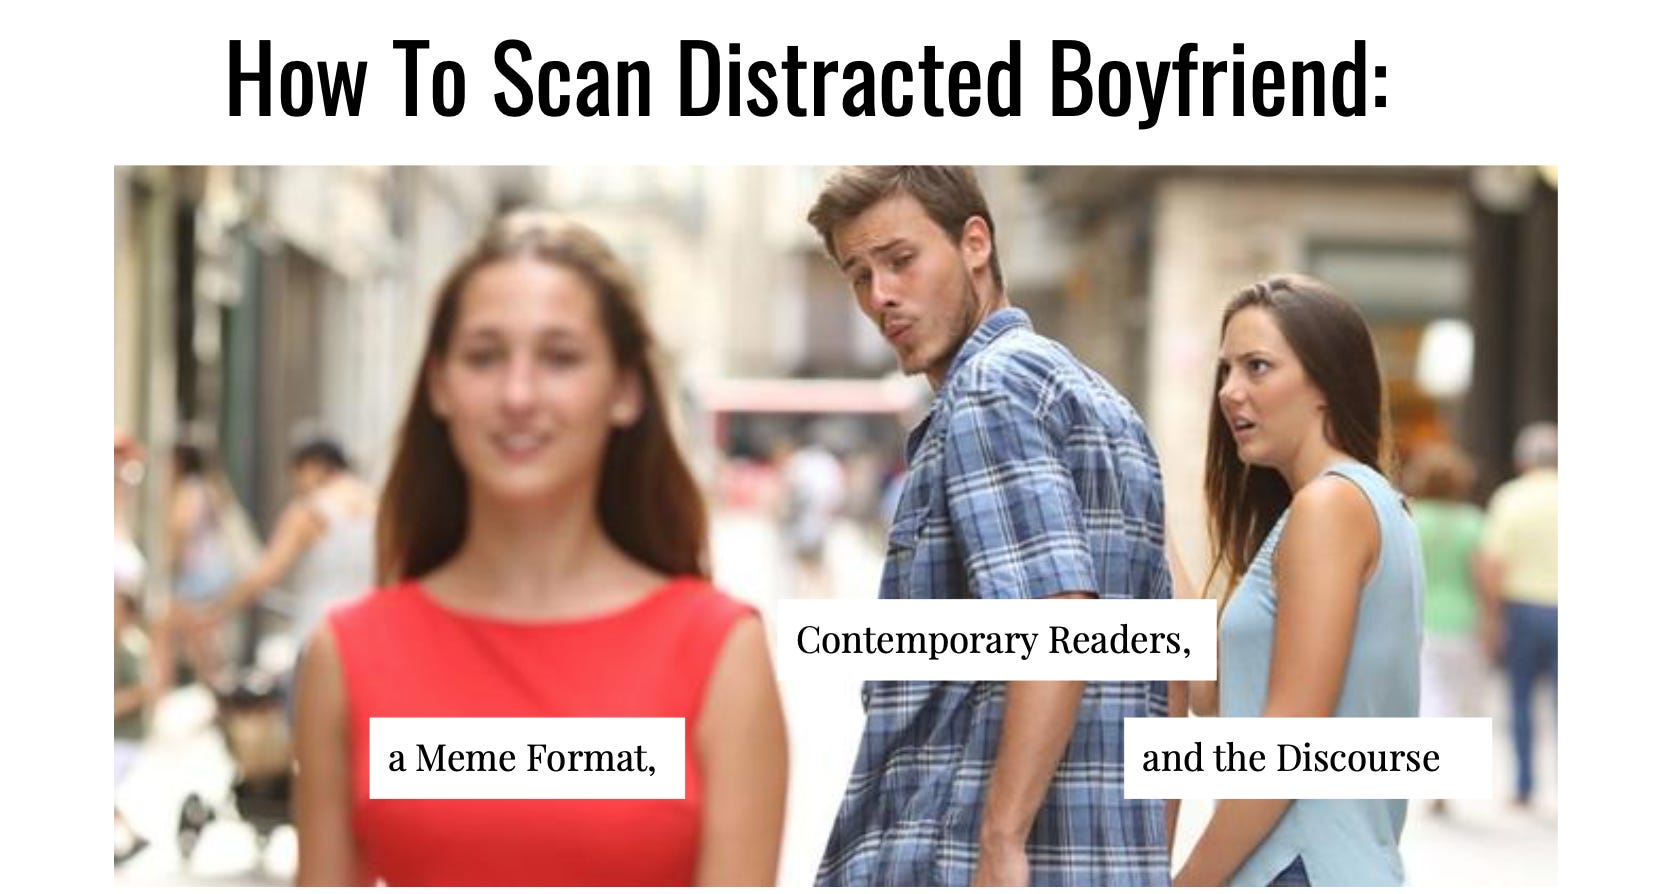 How To Scan Distracted Boyfriend:
a Meme Format,
Contemporary Readers,
and the Discourse